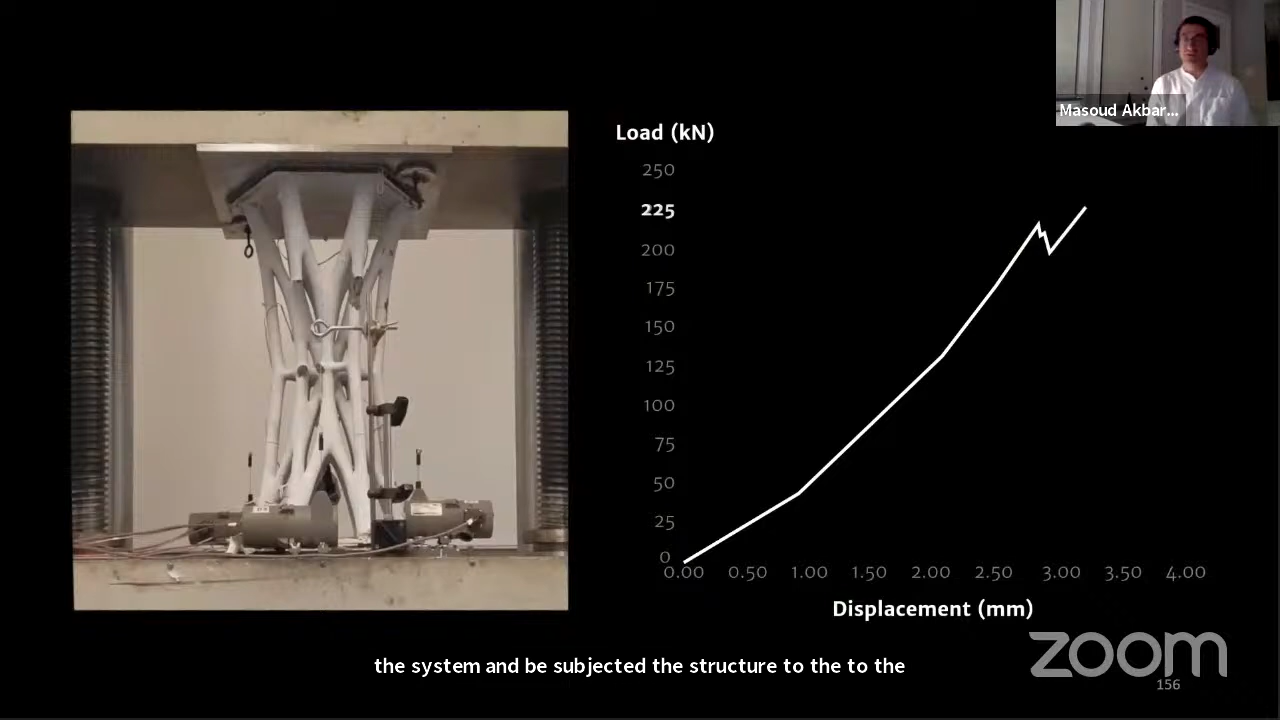 Masoud Akbar...
Load (kN)
250
225
200
175
150
125
100
75
50
25
0
0.00 0.50 1.00 1.50 2.00 2.50 3.00 3.50 4.00
Displacement (mm)
the system and be subjected the structure to the to the
zoom
156